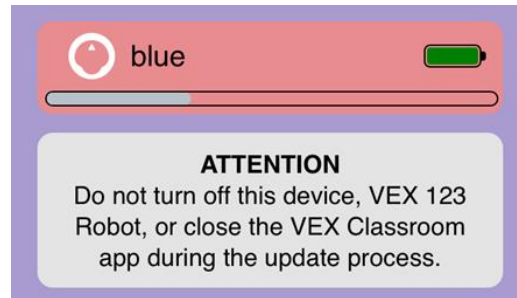 blue
ATTENTION
Do not turn off this device, VEX 123
Robot, or close the VEX Classroom
app during the update process.